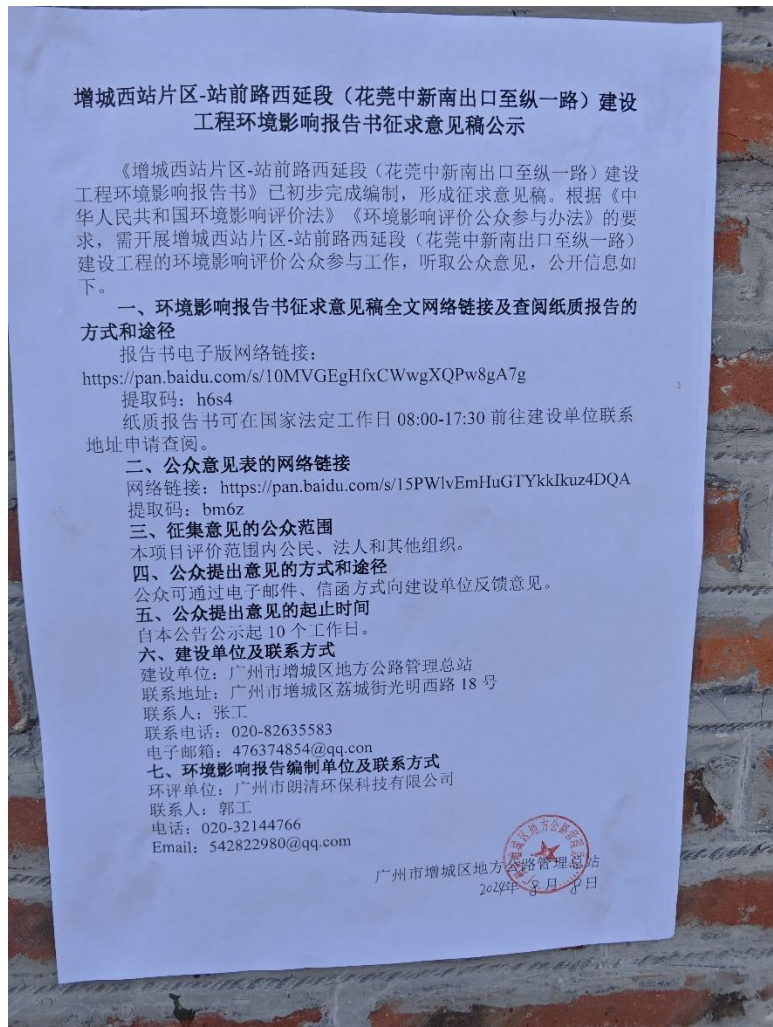 增城西站片区-站前路西延段（花莞中新南出口至纵一路）建设
工程环境影响报告书征求意见稿公示
《增城西站片区-站前路西延段（花莞中新南出口至纵一路）建设
工程环境影响报告书》已初步完成编制，形成征求意见稿。根据《中
华人民共和国环境影响评价法》《环境影响评价公众参与办法》的要
求，需开展增城西站片区-站前路西延段（花莞中新南出口至纵一路）
建设工程的环境影响评价公众参与工作，听取公众意见，公开信息如
下。
一、环境影响报告书征求意见稿全文网络链接及查阅纸质报告的
方式和途径
报告书电子版网络链接：
https://pan.baidu.com/s/10MVGEgHfxCWwgXQPw8gA7g
提取码：h6s4
纸质报告书可在国家法定工作日 08:00-17:30 前往建设单位联系
地址申请查阅。
二、公众意见表的网络链接
网络链接：https://pan.baidu.com/s/15PWlvEmHuGTYkkIkuz4DQA
提取码：bm6z
三、征集意见的公众范围
本项目评价范围内公民、法人和其他组织。
四、公众提出意见的方式和途径
公众可通过电子邮件、信函方式向建设单位反馈意见。
五、公众提出意见的起止时间
自本公告公示起 10 个工作日。
六、建设单位及联系方式
建设单位：广州市增城区地方公路管理总站
联系地址：广州市增城区荔城街光明西路 18 号
联系人：张工
联系电话：020-82635583
电子邮箱：476374854@qq.con
七、环境影响报告编制单位及联系方式
环评单位：广州市朗清环保科技有限公司
联系人：郭工
电话：020-32144766
Email：542822980@qq.com
广州市增城区地方公路管理总站
2024年 8 月 8 日